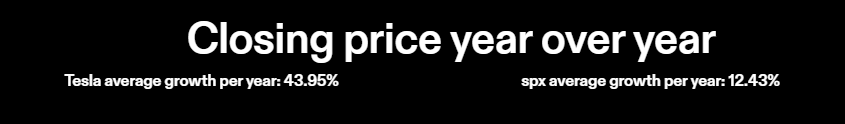 Closing price year over year
Tesla average growth per year: 43.95%
spx average growth per year: 12.43%